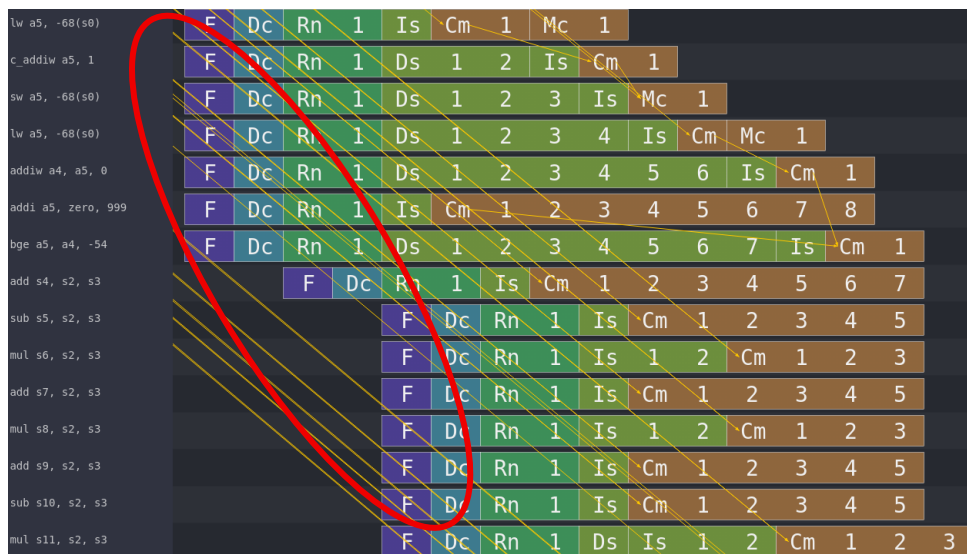 lw a5, -68(s0) F Dc Rn 1 Is Cm 1 Mc 1
c_addiw a5, 1 F Dc Rn 1 Ds 1 2 Is Cm 1
sw a5, -68(s0) F Dc Rn 1 Ds 1 2 3 Is Mc 1
lw a5, -68(s0) F Dc Rn 1 Ds 1 2 3 4 Is Cm Mc 1
addiw a4, a5, 0 F Dc Rn 1 Ds 1 2 3 4 5 6 Is Cm 1
addi a5, zero, 999 F Dc Rn 1 Is Cm 1 2 3 4 5 6 7 8
bge a5, a4, -54 F Dc Rn 1 Ds 1 2 3 4 5 6 7 Is Cm 1
add s4, s2, s3 F Dc Rn 1 Is Cm 1 2 3 4 5 6 7
sub s5, s2, s3 F Dc Rn 1 Is Cm 1 2 3 4 5
mul s6, s2, s3 F Dc Rn 1 Is 1 2 Cm 1 2 3
add s7, s2, s3 F Dc Rn 1 Is Cm 1 2 3 4 5
mul s8, s2, s3 F Dc Rn 1 Is 1 2 Cm 1 2 3
add s9, s2, s3 F Dc Rn 1 Is Cm 1 2 3 4 5
sub s10, s2, s3 F Dc Rn 1 Is Cm 1 2 3 4 5
mul s11, s2, s3 F Dc Rn 1 Ds Is 1 2 Cm 1 2 3